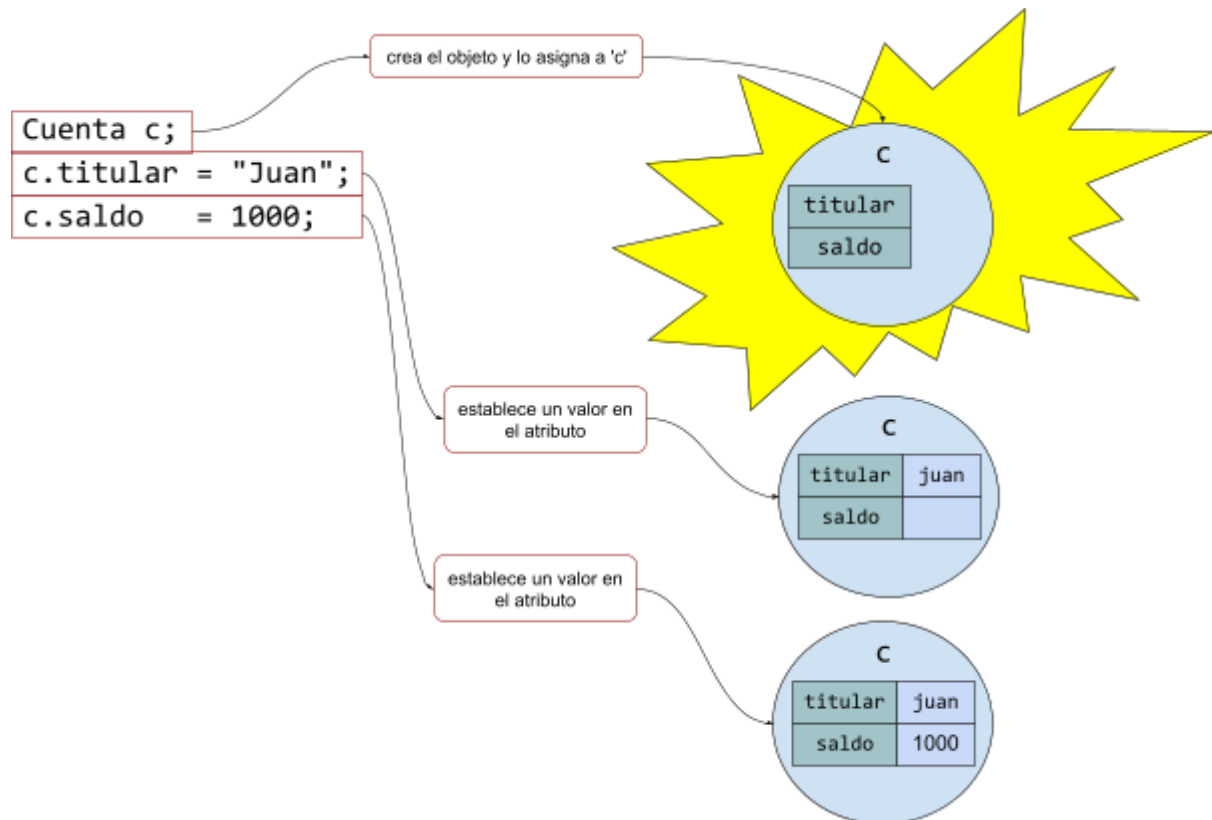 crea el objeto y lo asigna a 'c'
Cuenta c;
c.titular = "Juan";
c.saldo   = 1000;
c
titular
saldo
establece un valor en
el atributo
c
titular juan
saldo
establece un valor en
el atributo
c
titular juan
saldo 1000